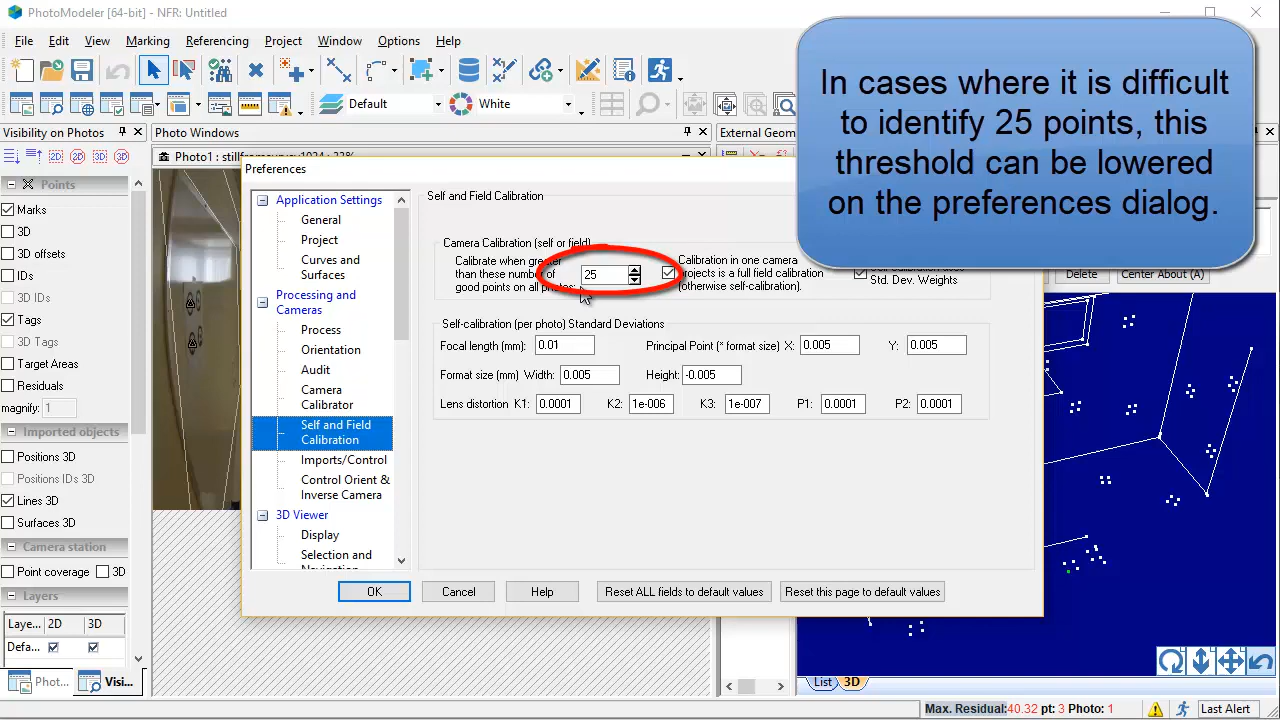 PhotoModeler [64-bit] - NFR: Untitled
File Edit View Marking Referencing Project Window Options Help
Default White
Visibility on Photos
Photo Windows
External Geom
Photo1 :
Points
Marks
3D
3D offsets
IDs
3D IDs
Tags
3D Tags
Target Areas
Residuals
magnify: 1
Imported objects
Positions 3D
Positions IDs 3D
Lines 3D
Surfaces 3D
Camera station
Point coverage 3D
Layers
Laye... 2D 3D
Defa...
Phot... Visi...
Preferences
Application Settings
General
Project
Curves and
Surfaces
Processing and
Cameras
Process
Orientation
Audit
Camera
Calibrator
Self and Field
Calibration
Imports/Control
Control Orient &
Inverse Camera
3D Viewer
Display
Selection and
Navigation
Self and Field Calibration
Camera Calibration (self or field)
Calibrate when greater
than these number of
good points on all photos:
25
Calibration in one camera
projects is a full field calibration
(otherwise self-calibration).
Std. Dev. Weights
Self-calibration (per photo) Standard Deviations
Focal length (mm): 0.01 Principal Point (* format size) X: 0.005 Y: 0.005
Format size (mm) Width: 0.005 Height: -0.005
Lens distortion K1: 0.0001 K2: 1e-006 K3: 1e-007 P1: 0.0001 P2: 0.0001
OK Cancel Help Reset ALL fields to default values Reset this page to default values
In cases where it is difficult
to identify 25 points, this
threshold can be lowered
on the preferences dialog.
Delete Center About (A)
List 3D
Max. Residual:40.32 pt: 3 Photo: 1
Last Alert